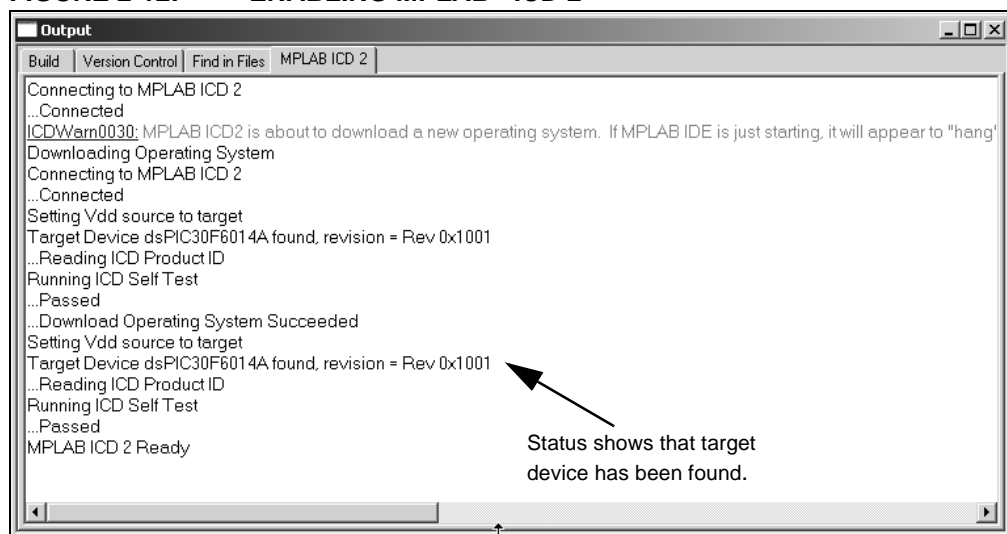 Output
Build Version Control Find in Files MPLAB ICD 2
Connecting to MPLAB ICD 2
...Connected
ICDWarn0030: MPLAB ICD2 is about to download a new operating system. If MPLAB IDE is just starting, it will appear to "hang"
Downloading Operating System
Connecting to MPLAB ICD 2
...Connected
Setting Vdd source to target
Target Device dsPIC30F6014A found, revision = Rev 0x1001
...Reading ICD Product ID
Running ICD Self Test
...Passed
...Download Operating System Succeeded
Setting Vdd source to target
Target Device dsPIC30F6014A found, revision = Rev 0x1001
...Reading ICD Product ID
Running ICD Self Test
...Passed
MPLAB ICD 2 Ready
Status shows that target
device has been found.